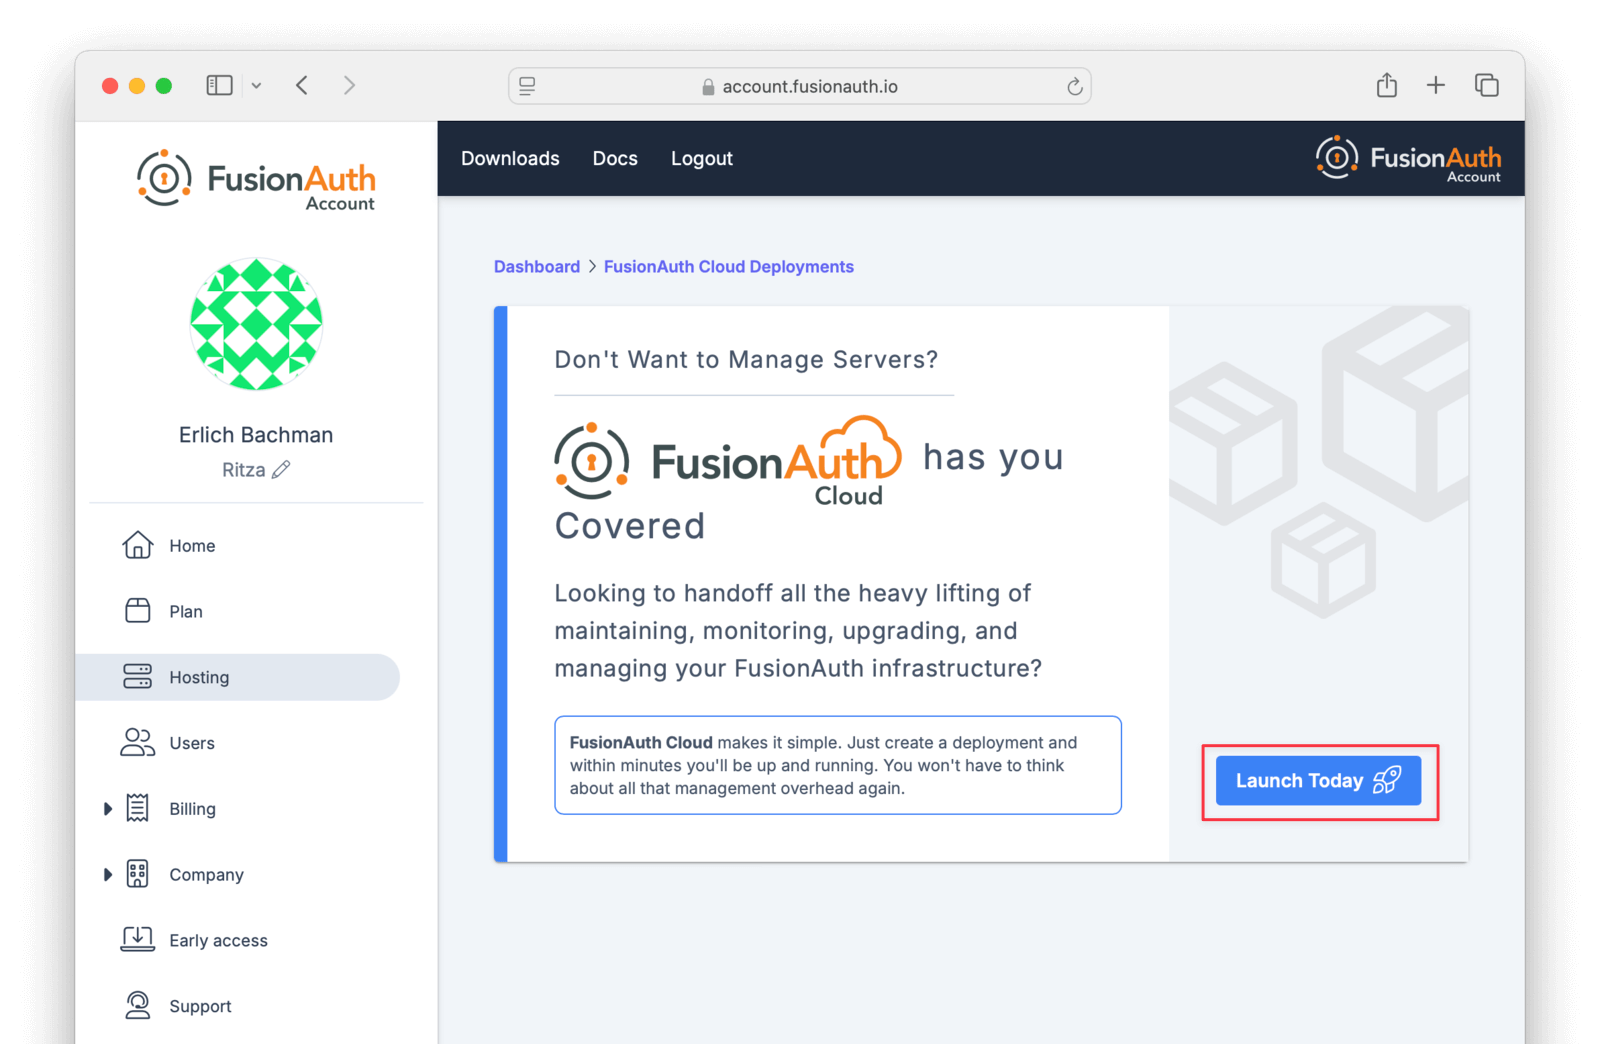 account.fusionauth.io
FusionAuth
Account
Erlich Bachman
Ritza
Home
Plan
Hosting
Users
Billing
Company
Early access
Support
Downloads Docs Logout
FusionAuth
Account
Dashboard > FusionAuth Cloud Deployments
Don't Want to Manage Servers?
FusionAuth has you
Cloud
Covered
Looking to handoff all the heavy lifting of
maintaining, monitoring, upgrading, and
managing your FusionAuth infrastructure?
FusionAuth Cloud makes it simple. Just create a deployment and
within minutes you'll be up and running. You won't have to think
about all that management overhead again.
Launch Today